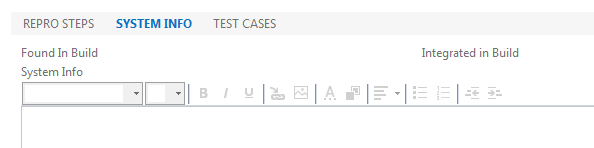 REPRO STEPS SYSTEM INFO TEST CASES
Found In Build Integrated in Build
System Info
B I U A